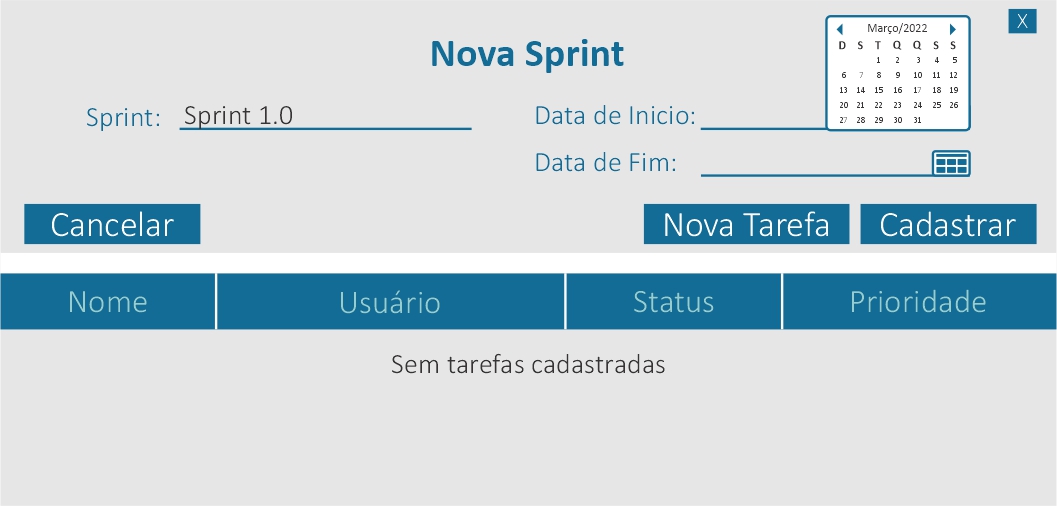 X
Nova Sprint
Sprint: Sprint 1.0
Data de Inicio:
Março/2022
D S T Q Q S S
1 2 3 4 5
6 7 8 9 10 11 12
13 14 15 16 17 18 19
20 21 22 23 24 25 26
27 28 29 30 31
Data de Fim:
Cancelar Nova Tarefa Cadastrar
Nome Usuário Status Prioridade
Sem tarefas cadastradas